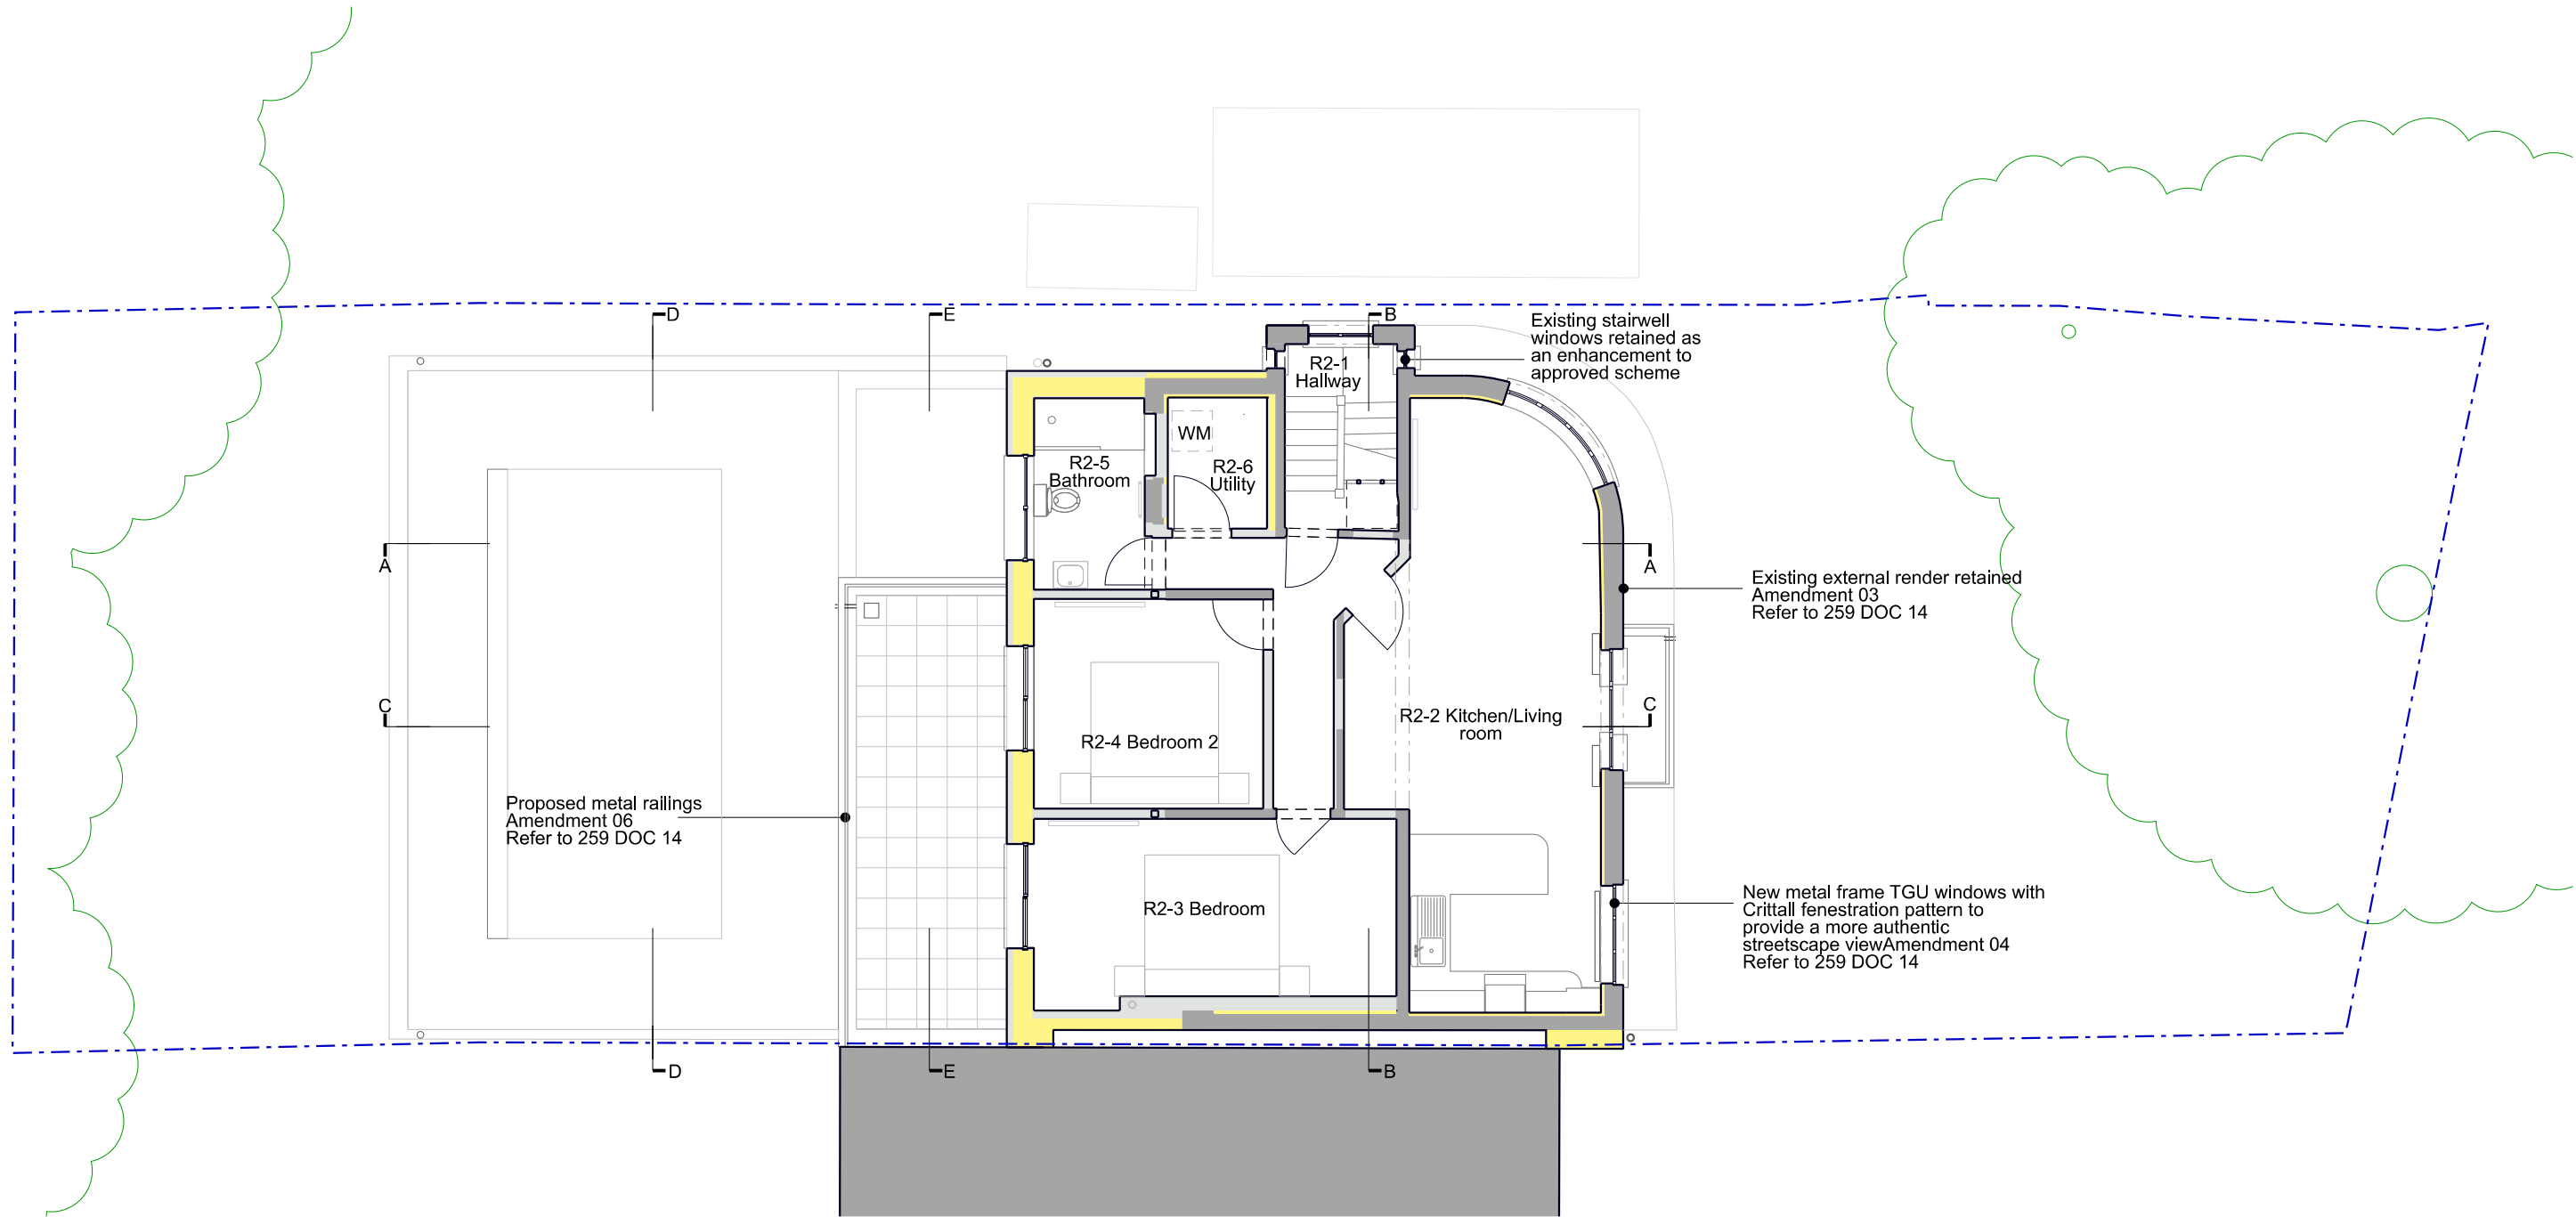 D
E
B
Existing stairwell
windows retained as
an enhancement to
approved scheme
R2-1
Hallway
WM
R2-5
Bathroom
R2-6
Utility
A
A
Existing external render retained
Amendment 03
Refer to 259 DOC 14
C
C
R2-2 Kitchen/Living
room
R2-4 Bedroom 2
Proposed metal railings
Amendment 06
Refer to 259 DOC 14
R2-3 Bedroom
New metal frame TGU windows with
Crittall fenestration pattern to
provide a more authentic
streetscape viewAmendment 04
Refer to 259 DOC 14
D
E
B